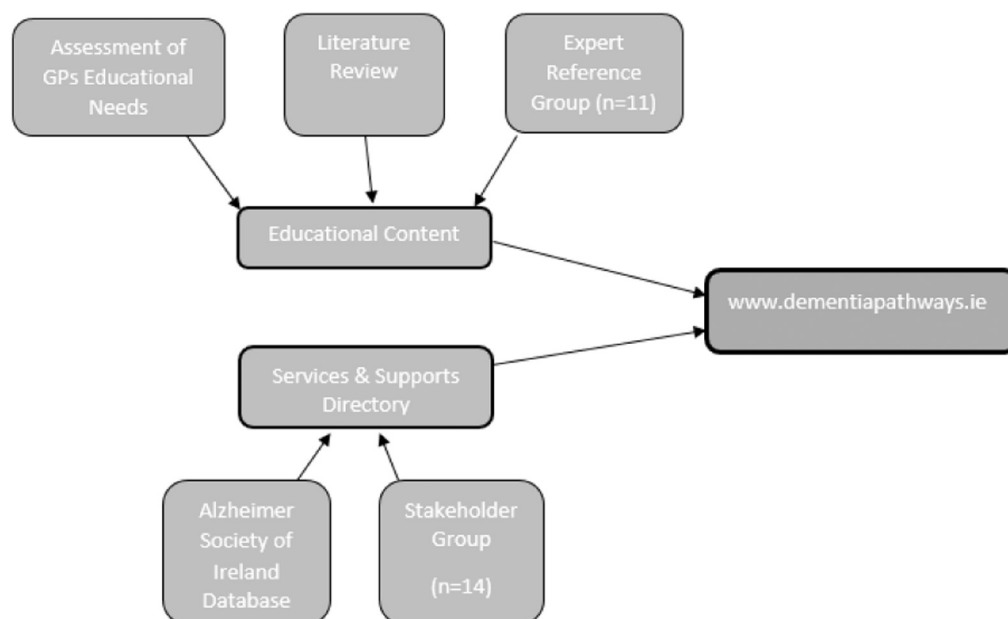 Assessment of
GPs Educational
Needs
Literature
Review
Expert
Reference
Group (n=11)
Educational Content
www.dementiapathways.ie
Services & Supports
Directory
Alzheimer
Society of
Ireland
Database
Stakeholder
Group
(n=14)